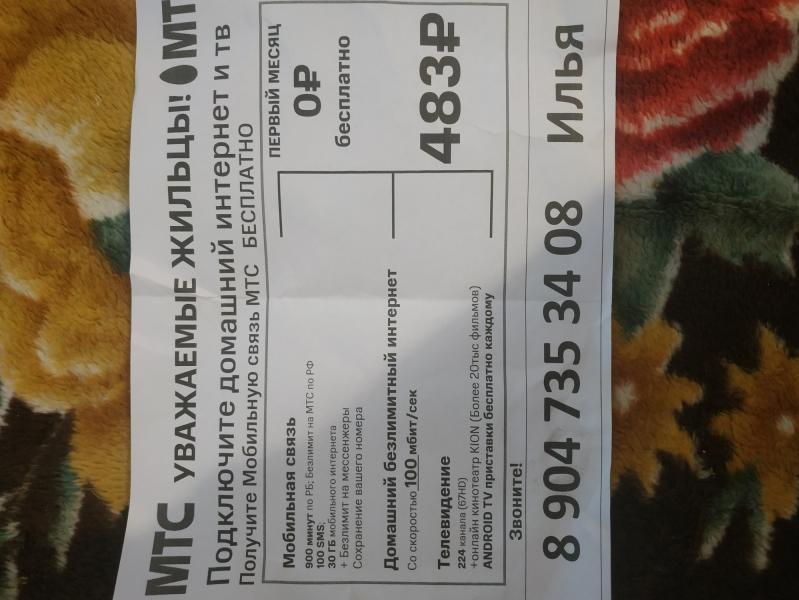 МТС УВАЖАЕМЫЕ ЖИЛЬЦЫ! МТ
Подключите домашний интернет и тв
Получите Мобильную связь МТС БЕСПЛАТНО
Мобильная связь
900 минут по РБ; Безлимит на МТС по РФ
100 SMS;
30 ГБ мобильного интернета
+ Безлимит на мессенжеры
Сохранение вашего номера
Домашний безлимитный интернет
Со скоростью 100 мбит/сек
Телевидение
224 канала (67HD)
+онлайн кинотеатр KION (Более 20тыс фильмов)
ANDROID TV приставки бесплатно каждому
ПЕРВЫЙ МЕСЯЦ
0₽
бесплатно
483₽
Звоните!
8 904 735 34 08 Илья